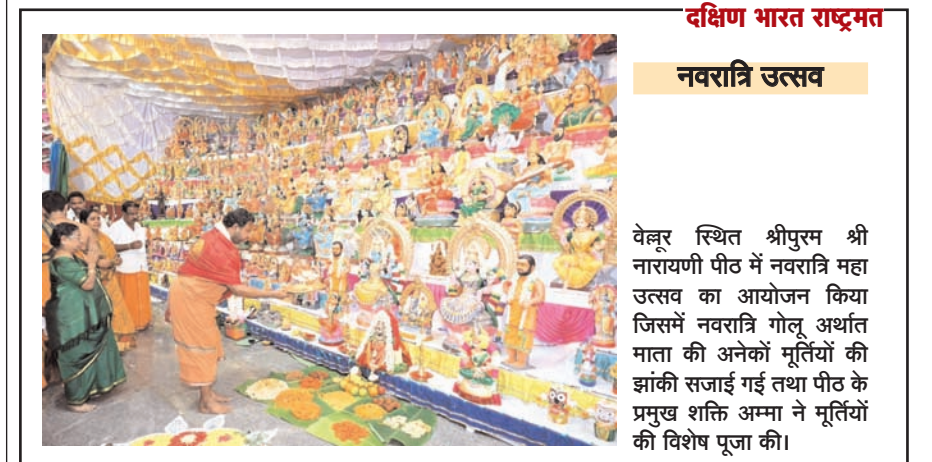 दक्षिण भारत राष्ट्रमत
नवरात्रि उत्सव
वेल्लूर स्थित श्रीपुरम श्री
नारायणी पीठ में नवरात्रि महा
उत्सव का आयोजन किया
जिसमें नवरात्रि गोलू अर्थात
माता की अनेकों मूर्तियों की
झांकी सजाई गई तथा पीठ के
प्रमुख शक्ति अम्मा ने मूर्तियों
की विशेष पूजा की।